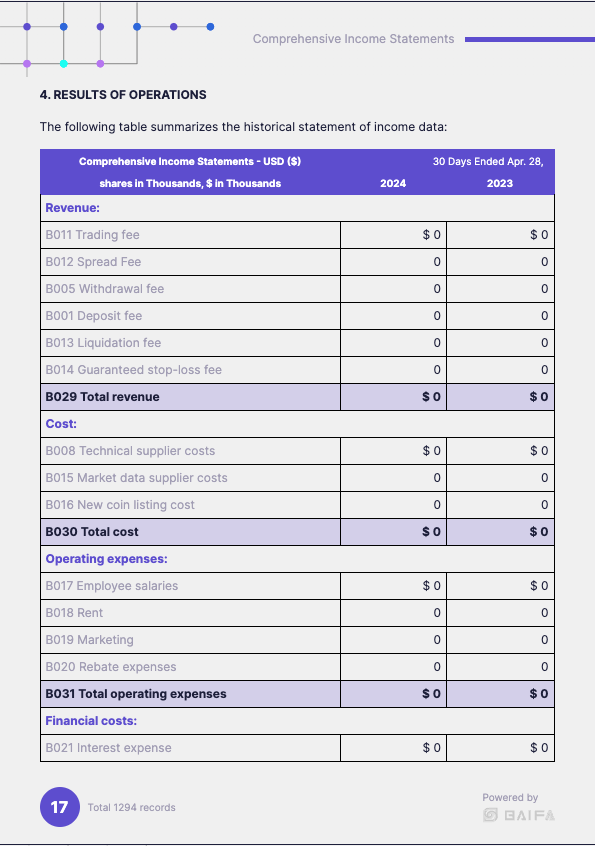 Comprehensive Income Statements
4. RESULTS OF OPERATIONS
The following table summarizes the historical statement of income data:
Comprehensive Income Statements - USD ($) 30 Days Ended Apr. 28,
shares in Thousands, $ in Thousands 2024 2023
Revenue:
B011 Trading fee $ 0 $ 0
B012 Spread Fee 0 0
B005 Withdrawal fee 0 0
B001 Deposit fee 0 0
B013 Liquidation fee 0 0
B014 Guaranteed stop-loss fee 0 0
B029 Total revenue $ 0 $ 0
Cost:
B008 Technical supplier costs $ 0 $ 0
B015 Market data supplier costs 0 0
B016 New coin listing cost 0 0
B030 Total cost $ 0 $ 0
Operating expenses:
B017 Employee salaries $ 0 $ 0
B018 Rent 0 0
B019 Marketing 0 0
B020 Rebate expenses 0 0
B031 Total operating expenses $ 0 $ 0
Financial costs:
B021 Interest expense $ 0 $ 0
17 Total 1294 records
Powered by
BAIFA